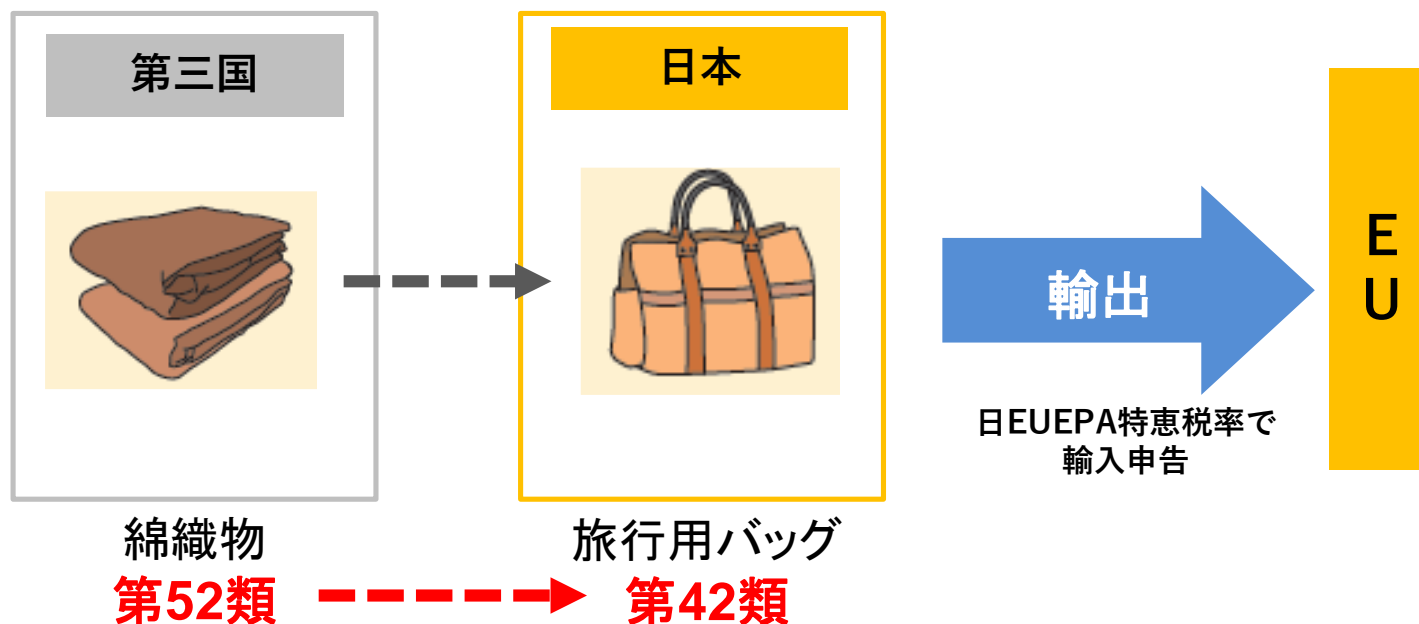 第三国
日本
EU
輸出
日EUEPA特恵税率で
輸入申告
綿織物
旅行用バッグ
第52類
第42類